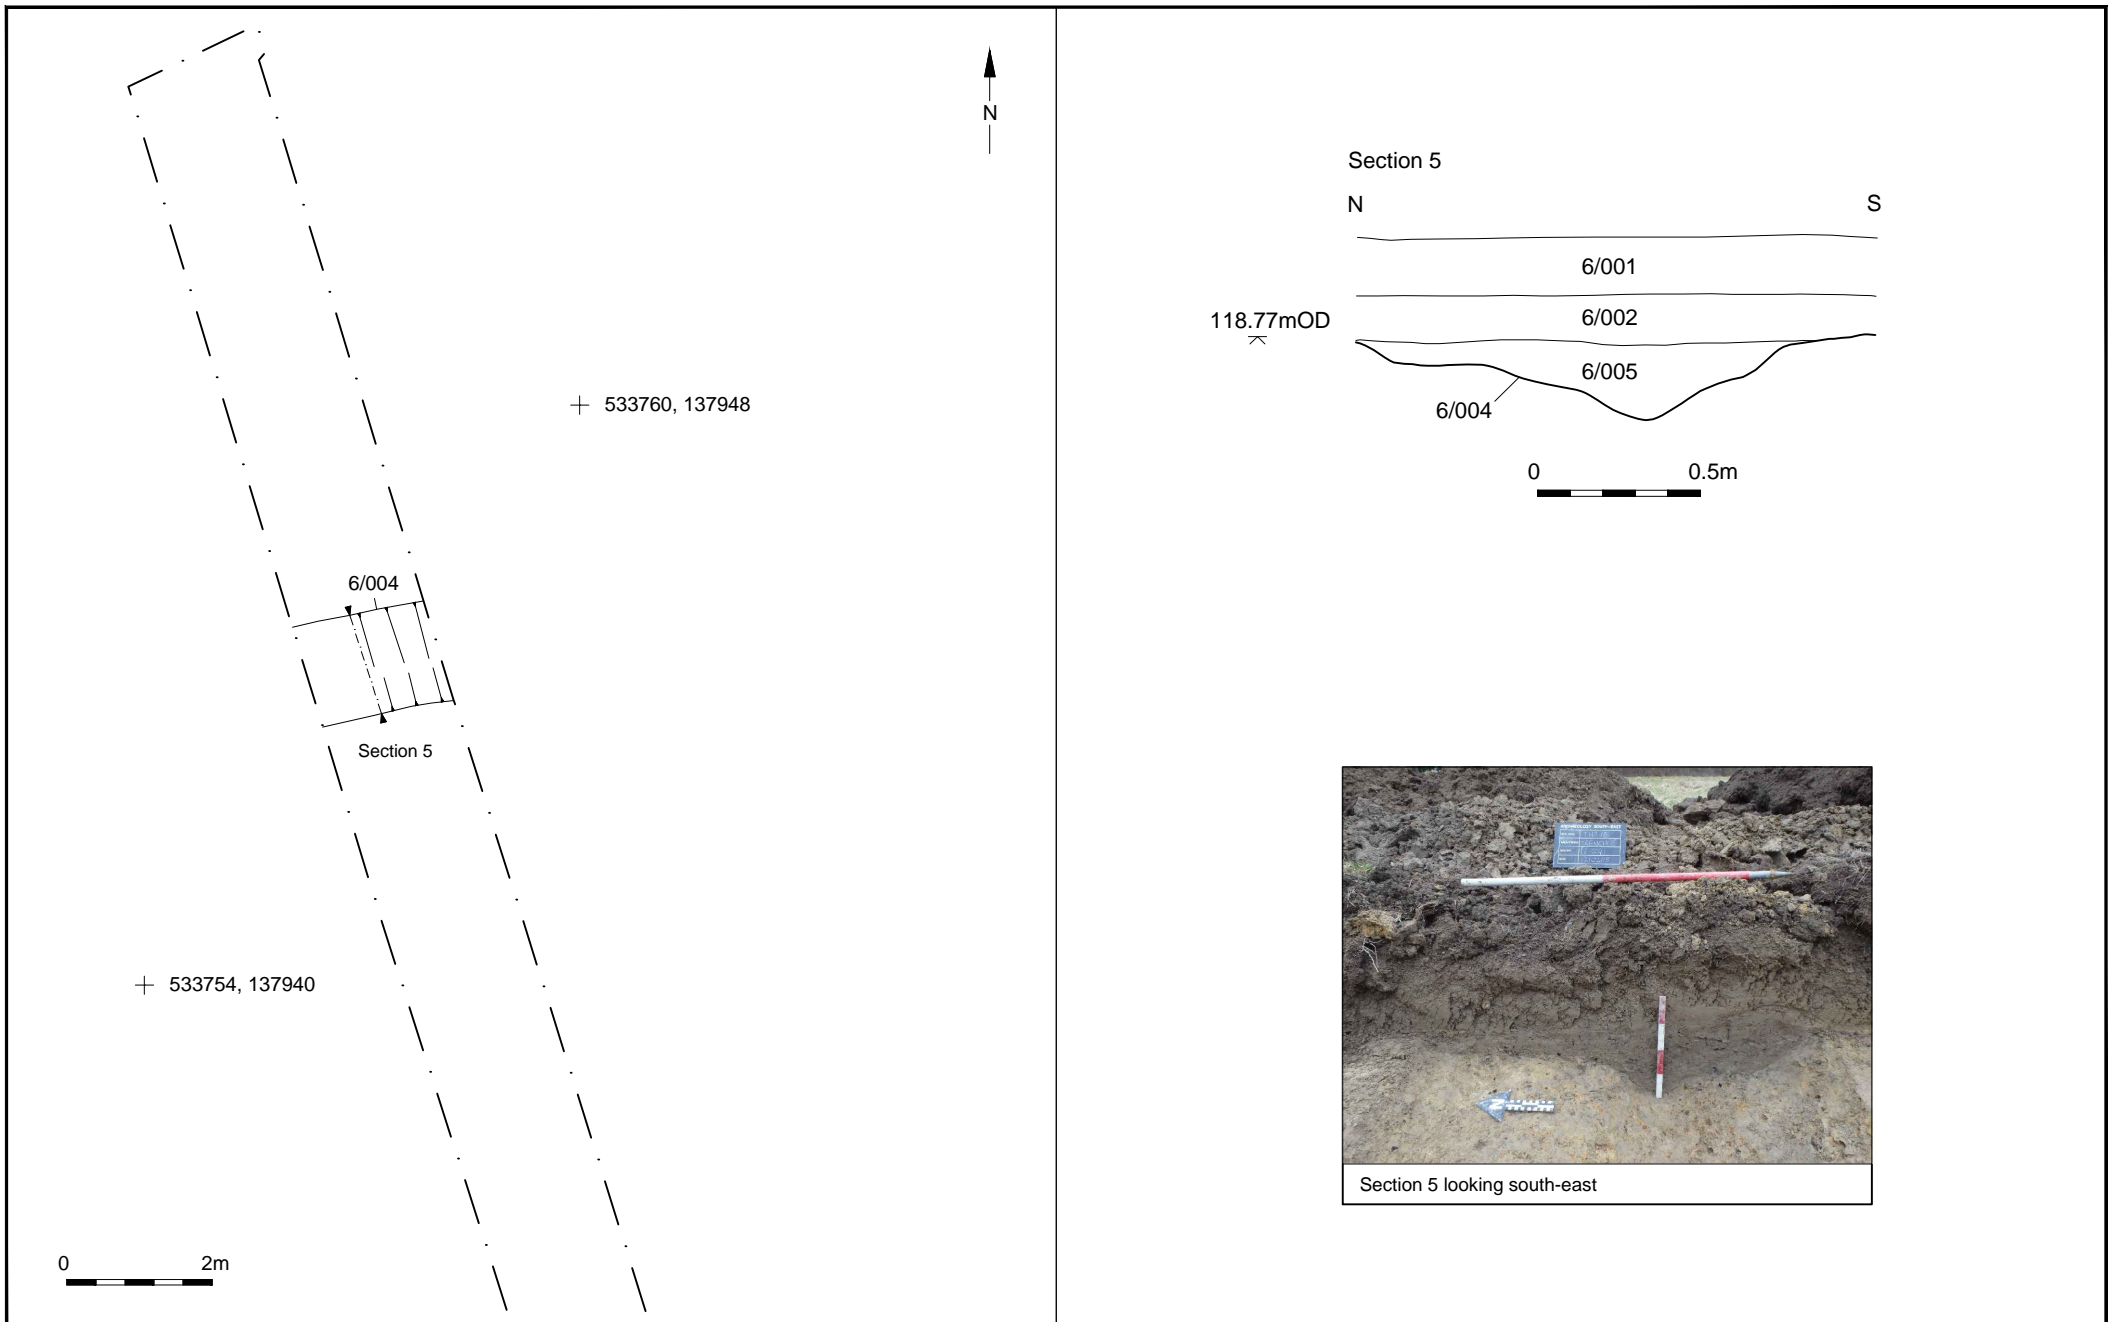 N
533760, 137948
6/004
Section 5
533754, 137940
0 2m
Section 5
N S
6/001
118.77mOD
6/002
6/005
6/004
0 0.5m
ARCHAEOLOGY SOUTH-EAST
N
Section 5 looking south-east